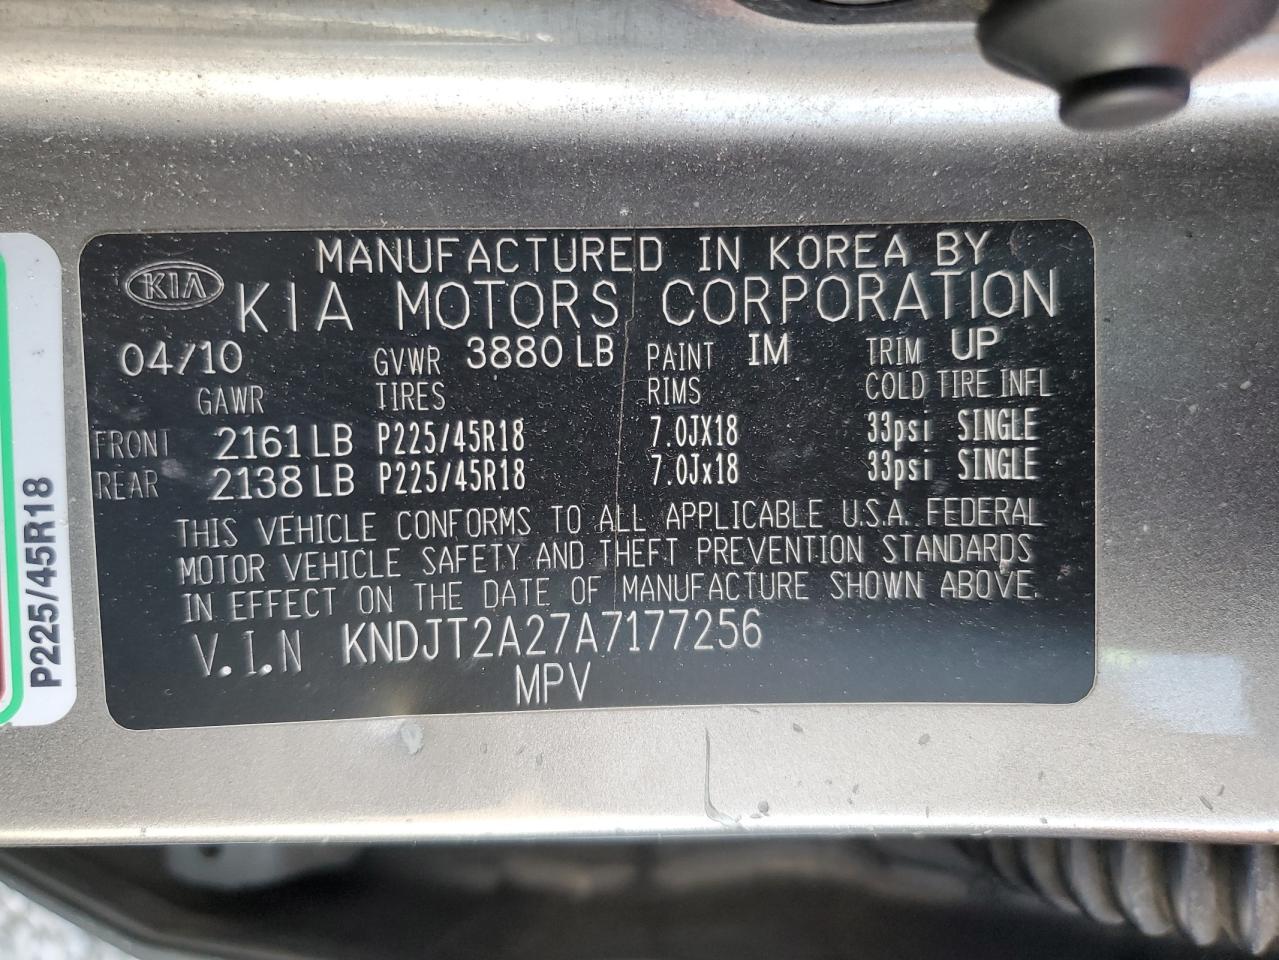 MANUFACTURED IN KOREA BY
KIA KIA MOTORS CORPORATION
04/10 GVWR 3880 LB PAINT IM TRIM UP
GAWR TIRES RIMS COLD TIRE INFL
FRONT 2161 LB P225/45R18 7.0JX18 33psi SINGLE
REAR 2138 LB P225/45R18 7.0Jx18 33psi SINGLE
THIS VEHICLE CONFORMS TO ALL APPLICABLE U.S.A. FEDERAL
MOTOR VEHICLE SAFETY AND THEFT PREVENTION STANDARDS
IN EFFECT ON THE DATE OF MANUFACTURE SHOWN ABOVE.
V.I.N KNDJT2A27A7177256
MPV
P225/45R18